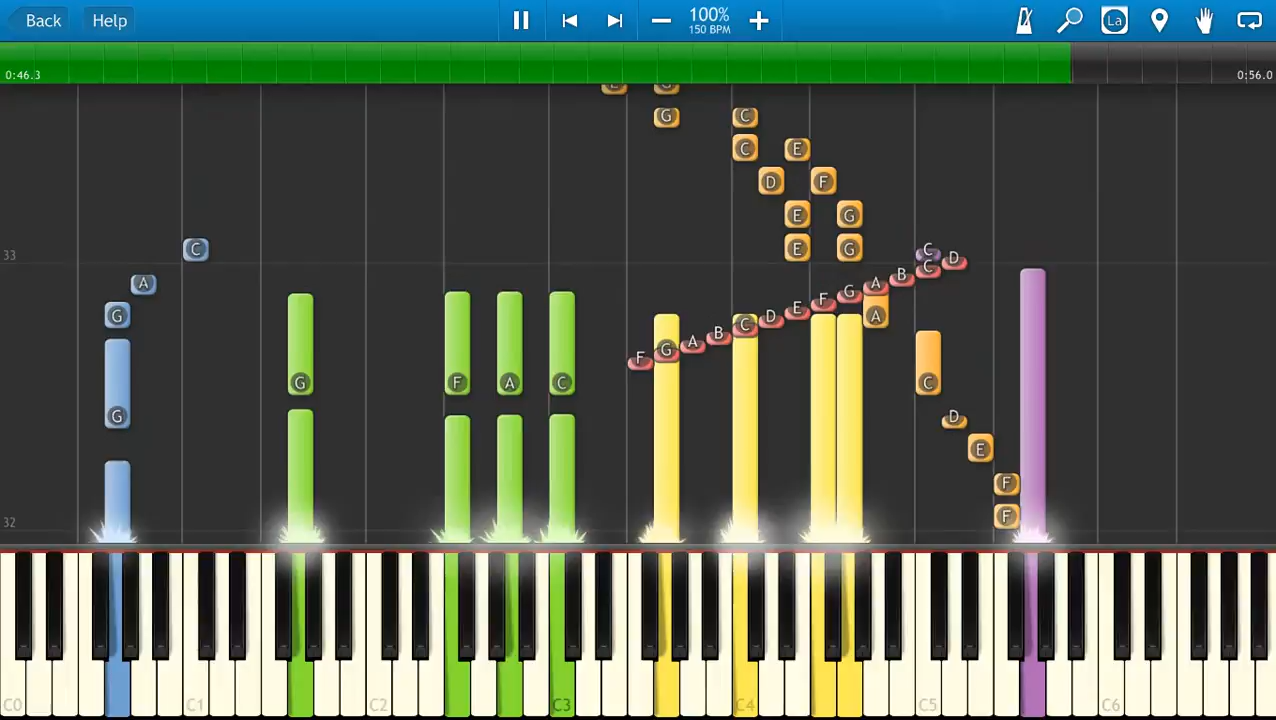 Back Help 100% La
150 BPM
0:46.3 0:56.0
G G
G C
C E
D F
E G
33 C E G C D
A G A B C
G F A
C D E
G A B
F
G F A C C
G D
E
F
32 F
C0 C1 C2 C3 C4 C5 C6